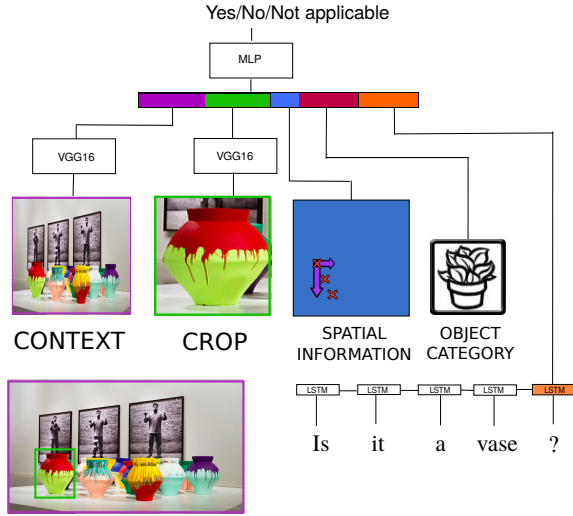 Yes/No/Not applicable
MLP
VGG16
VGG16
CONTEXT
CROP
SPATIAL
INFORMATION
OBJECT
CATEGORY
LSTM LSTM LSTM LSTM LSTM
Is it a vase ?